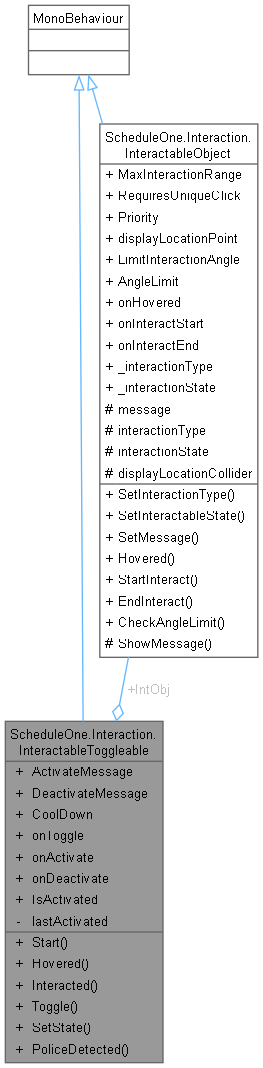 MonoBehaviour
ScheduleOne.Interaction.
InteractableObject
+ MaxInteractionRange
+ RequiresUniqueClick
+ Priority
+ displayLocationPoint
+ LimitInteractionAngle
+ AngleLimit
+ onHovered
+ onInteractStart
+ onInteractEnd
+ _interactionType
+ _interactionState
# message
# interactionType
# interactionState
# displayLocationCollider
+ SetInteractionType()
+ SetInteractableState()
+ SetMessage()
+ Hovered()
+ StartInteract()
+ EndInteract()
+ CheckAngleLimit()
# ShowMessage()
+IntObj
ScheduleOne.Interaction.
InteractableToggleable
+ ActivateMessage
+ DeactivateMessage
+ CoolDown
+ onToggle
+ onActivate
+ onDeactivate
+ IsActivated
- lastActivated
+ Start()
+ Hovered()
+ Interacted()
+ Toggle()
+ SetState()
+ PoliceDetected()